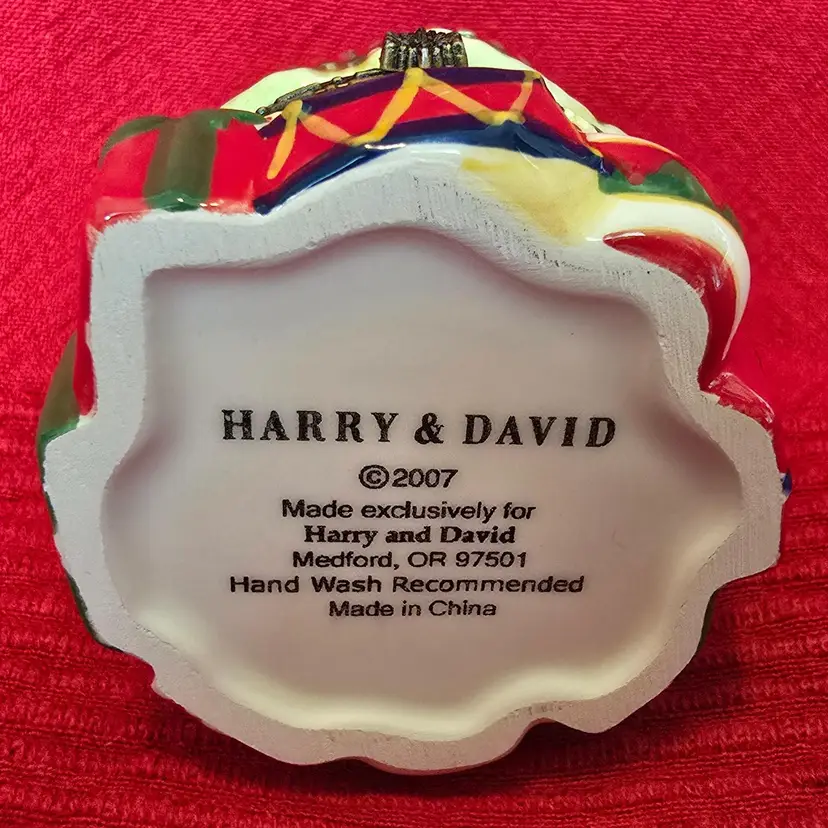 HARRY & DAVID
©2007
Made exclusively for
Harry and David
Medford, OR 97501
Hand Wash Recommended
Made in China